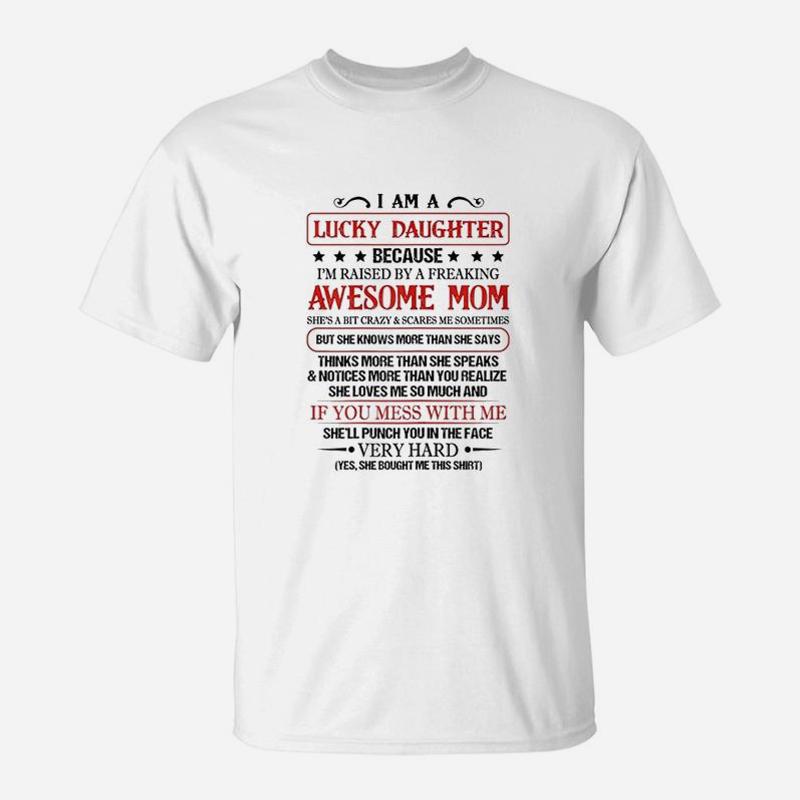 I AM A
LUCKY DAUGHTER
BECAUSE
I'M RAISED BY A FREAKING
AWESOME MOM
SHE'S A BIT CRAZY & SCARES ME SOMETIMES
BUT SHE KNOWS MORE THAN SHE SAYS
THINKS MORE THAN SHE SPEAKS
& NOTICES MORE THAN YOU REALIZE
SHE LOVES ME SO MUCH AND
IF YOU MESS WITH ME
SHE'LL PUNCH YOU IN THE FACE
VERY HARD
(YES, SHE BOUGHT ME THIS SHIRT)